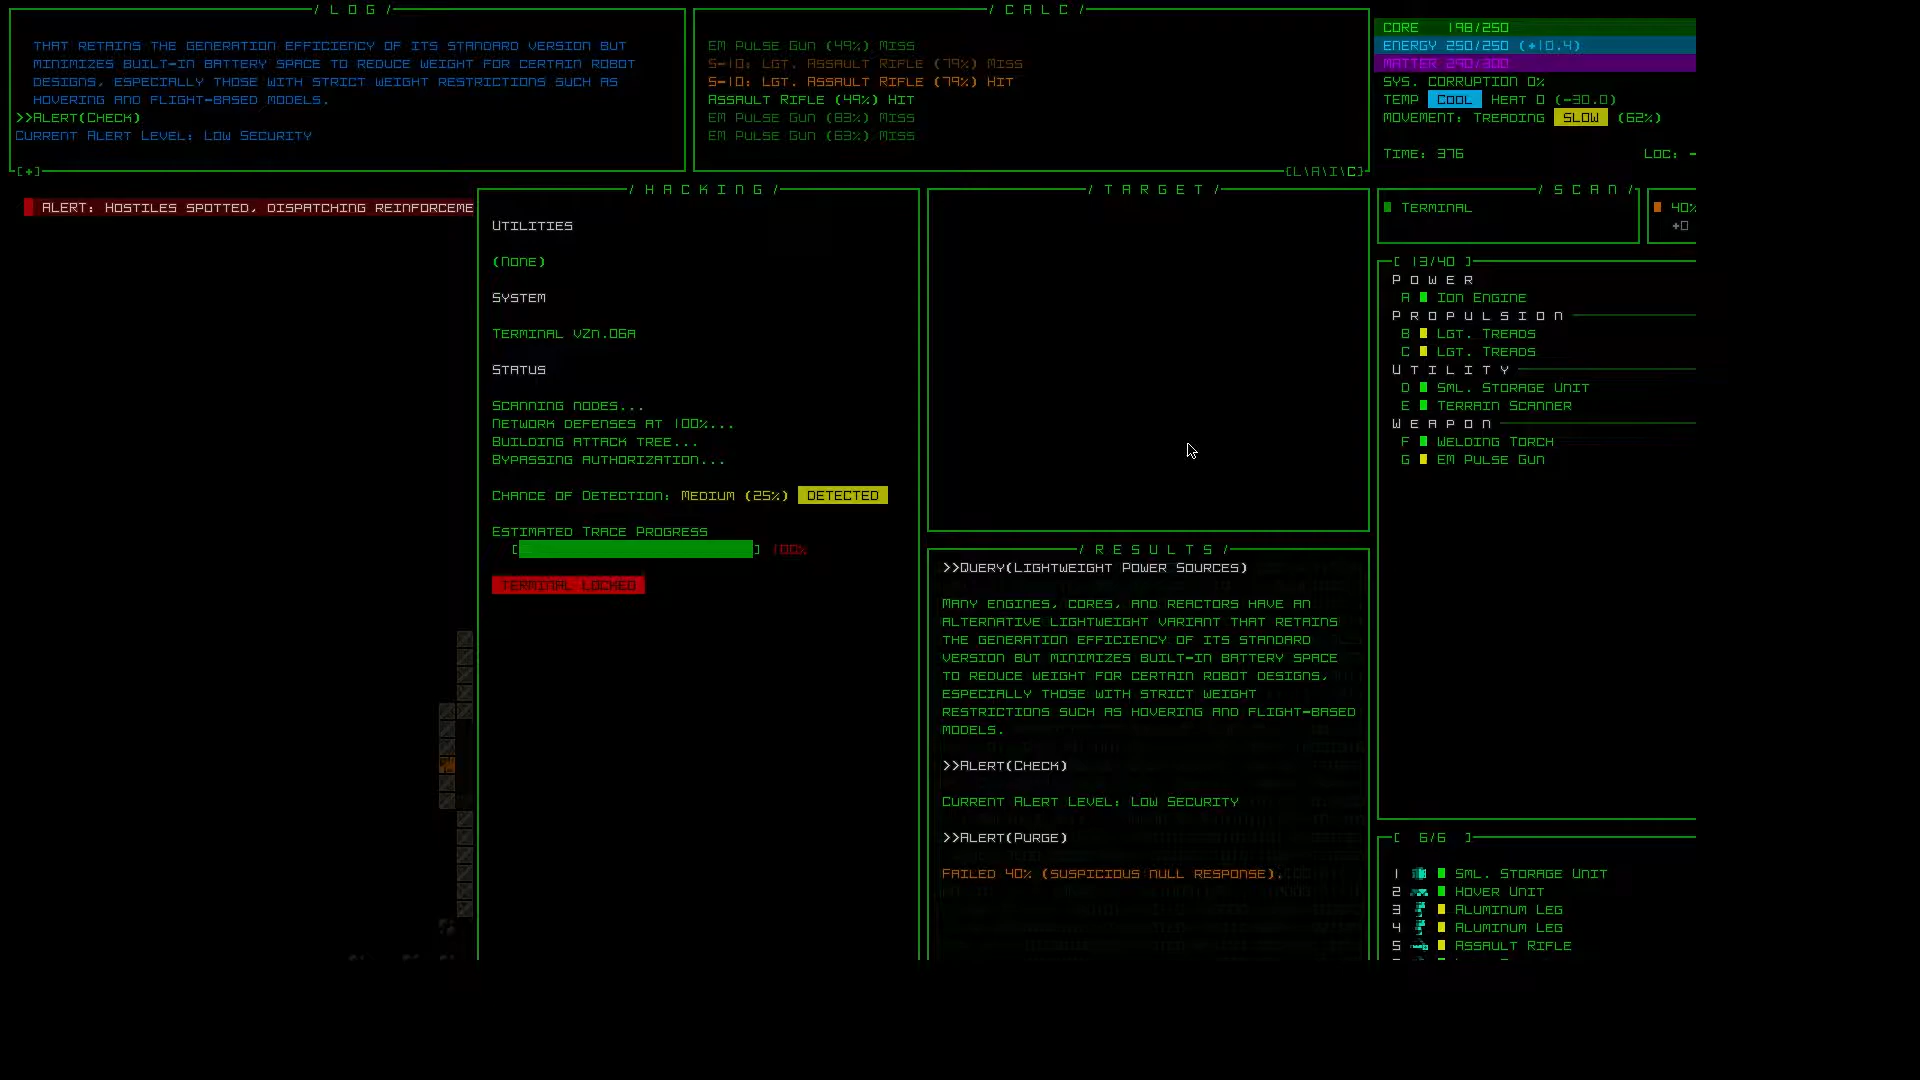 / L O G /
THAT RETAINS THE GENERATION EFFICIENCY OF ITS STANDARD VERSION BUT
MINIMIZES BUILT-IN BATTERY SPACE TO REDUCE WEIGHT FOR CERTAIN ROBOT
DESIGNS, ESPECIALLY THOSE WITH STRICT WEIGHT RESTRICTIONS SUCH AS
HOVERING AND FLIGHT-BASED MODELS.
>>ALERT(CHECK)
CURRENT ALERT LEVEL: LOW SECURITY
[+]
/ C A L C /
EM PULSE GUN (49%) MISS
S-10: LGT. ASSAULT RIFLE (79%) MISS
S-10: LGT. ASSAULT RIFLE (79%) HIT
ASSAULT RIFLE (49%) HIT
EM PULSE GUN (83%) MISS
EM PULSE GUN (63%) MISS
[L\A\I\C]
CORE 198/250
ENERGY 250/250 (+10.4)
MATTER 290/300
SYS. CORRUPTION 0%
TEMP COOL HEAT 0 (-30.0)
MOVEMENT: TREADING SLOW (62%)
TIME: 376 LOC: -
ALERT: HOSTILES SPOTTED, DISPATCHING REINFORCEME
/ H A C K I N G /
UTILITIES
(NONE)
SYSTEM
TERMINAL VZN.06A
STATUS
SCANNING NODES...
NETWORK DEFENSES AT 100%...
BUILDING ATTACK TREE...
BYPASSING AUTHORIZATION...
CHANCE OF DETECTION: MEDIUM (25%) DETECTED
ESTIMATED TRACE PROGRESS
[ ] 100%
TERMINAL LOCKED
/ T A R G E T /
/ R E S U L T S /
>>QUERY(LIGHTWEIGHT POWER SOURCES)
MANY ENGINES, CORES, AND REACTORS HAVE AN
ALTERNATIVE LIGHTWEIGHT VARIANT THAT RETAINS
THE GENERATION EFFICIENCY OF ITS STANDARD
VERSION BUT MINIMIZES BUILT-IN BATTERY SPACE
TO REDUCE WEIGHT FOR CERTAIN ROBOT DESIGNS,
ESPECIALLY THOSE WITH STRICT WEIGHT
RESTRICTIONS SUCH AS HOVERING AND FLIGHT-BASED
MODELS.
>>ALERT(CHECK)
CURRENT ALERT LEVEL: LOW SECURITY
>>ALERT(PURGE)
FAILED 40% (SUSPICIOUS NULL RESPONSE).
/ S C A N /
TERMINAL
40%
+0
[ 13/40 ]
P O W E R
A ION ENGINE
P R O P U L S I O N
B LGT. TREADS
C LGT. TREADS
U T I L I T Y
D SML. STORAGE UNIT
E TERRAIN SCANNER
W E A P O N
F WELDING TORCH
G EM PULSE GUN
[ 6/6 ]
1 SML. STORAGE UNIT
2 HOVER UNIT
3 ALUMINUM LEG
4 ALUMINUM LEG
5 ASSAULT RIFLE